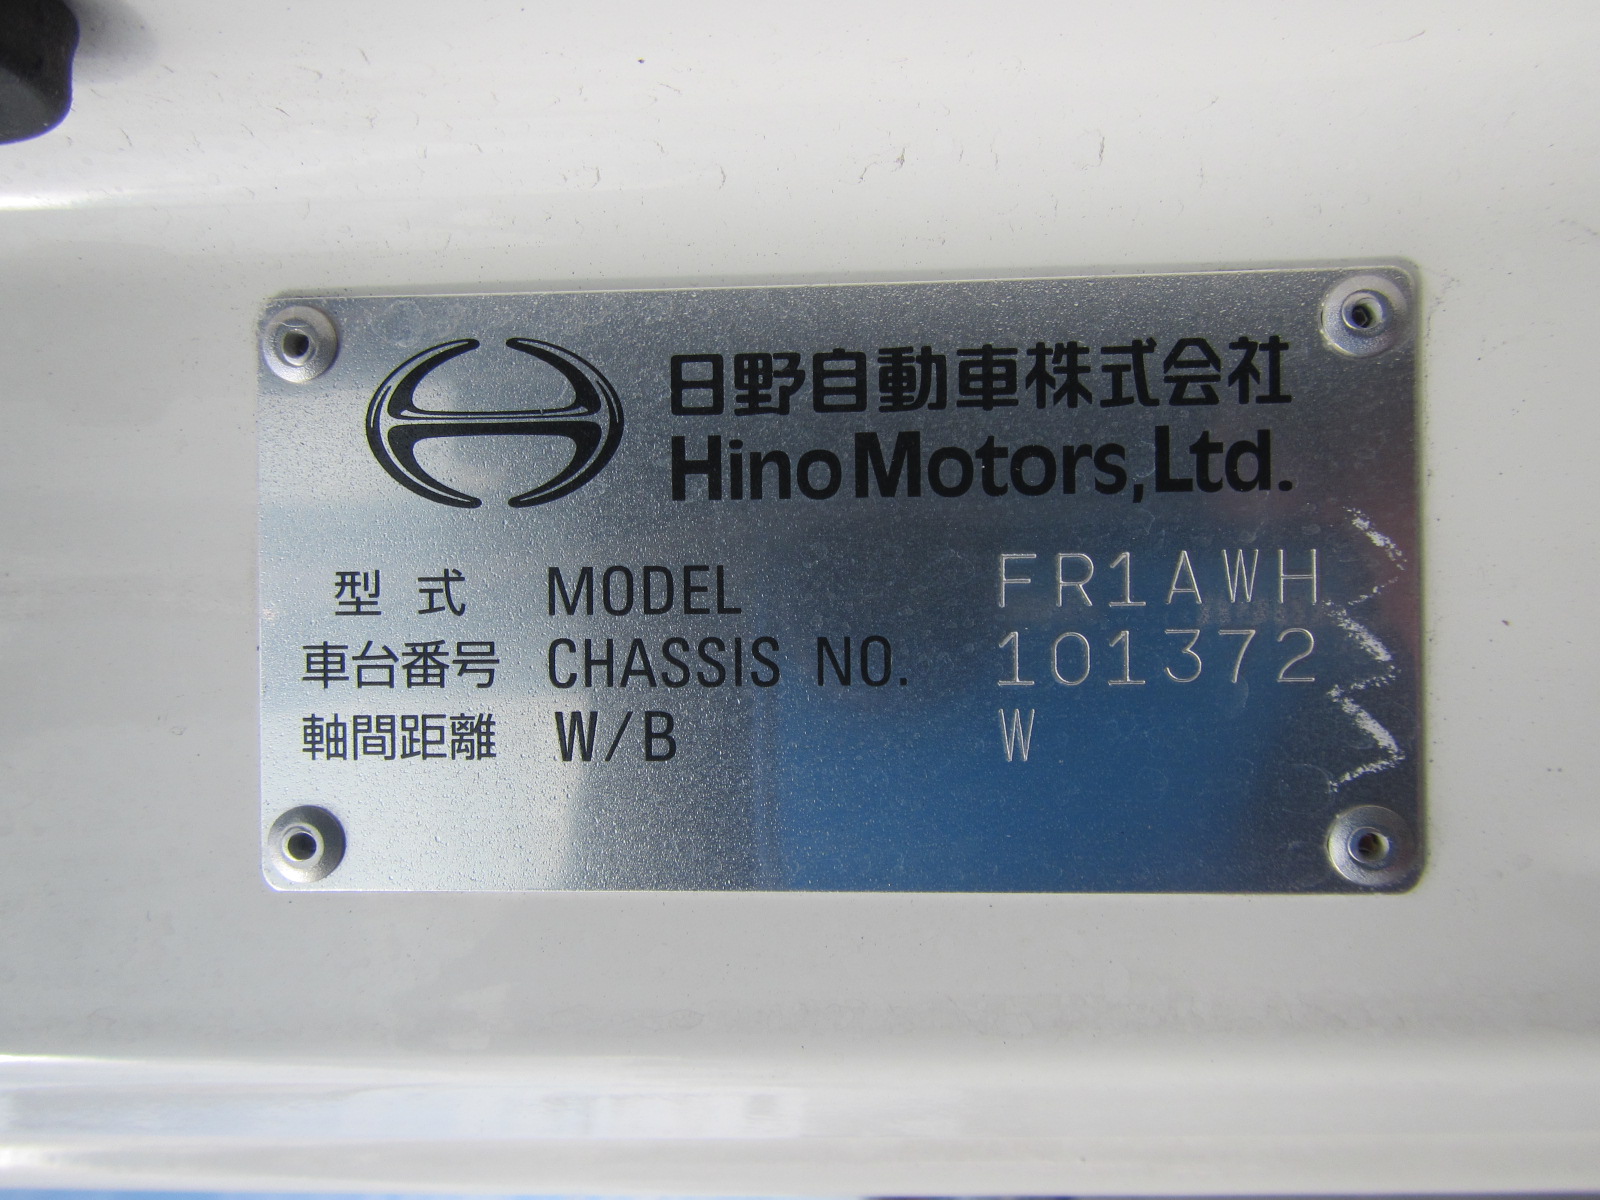 日野自動車株式会社
Hino Motors, Ltd.
型式 MODEL FR1AWH
車台番号 CHASSIS NO. 101372
軸間距離 W/B W